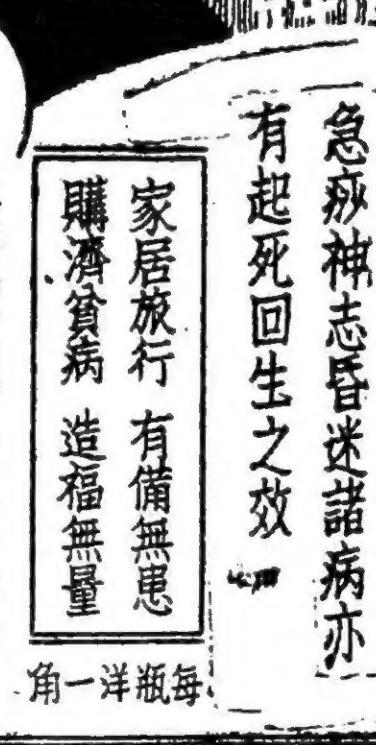 急痧神志昏迷諸病亦
有起死回生之效
家居旅行 有備無患
購濟貧病 造福無量
每瓶洋一角